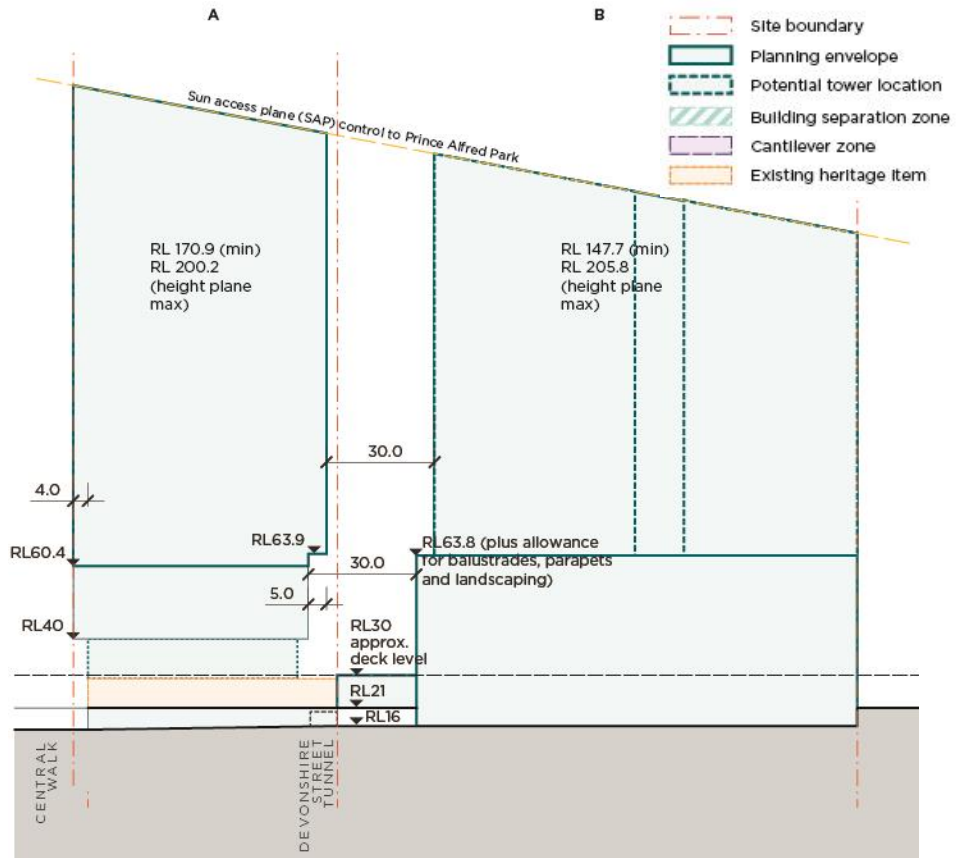 A
B
Site boundary
Planning envelope
Potential tower location
Building separation zone
Cantilever zone
Existing heritage item
Sun access plane (SAP) control to Prince Alfred Park
RL 170.9 (min)
RL 200.2
(height plane
max)
RL 147.7 (min)
RL 205.8
(height plane
max)
30.0
4.0
RL60.4
RL63.9
RL63.8 (plus allowance
for balustrades, parapets
and landscaping)
30.0
5.0
RL40
RL30
approx.
deck level
RL21
RL16
CENTRAL
WALK
DEVONSHIRE
STREET
TUNNEL